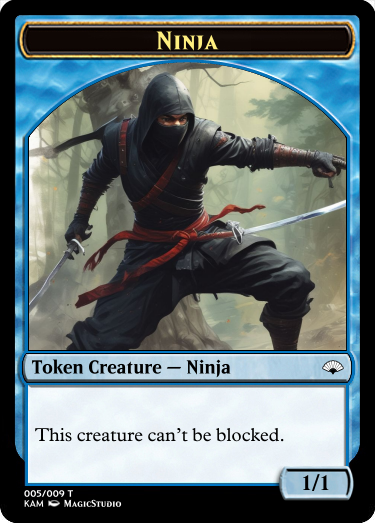 Ninja
Token Creature — Ninja
This creature can't be blocked.
1/1
005/009 T
KAM MagicStudio